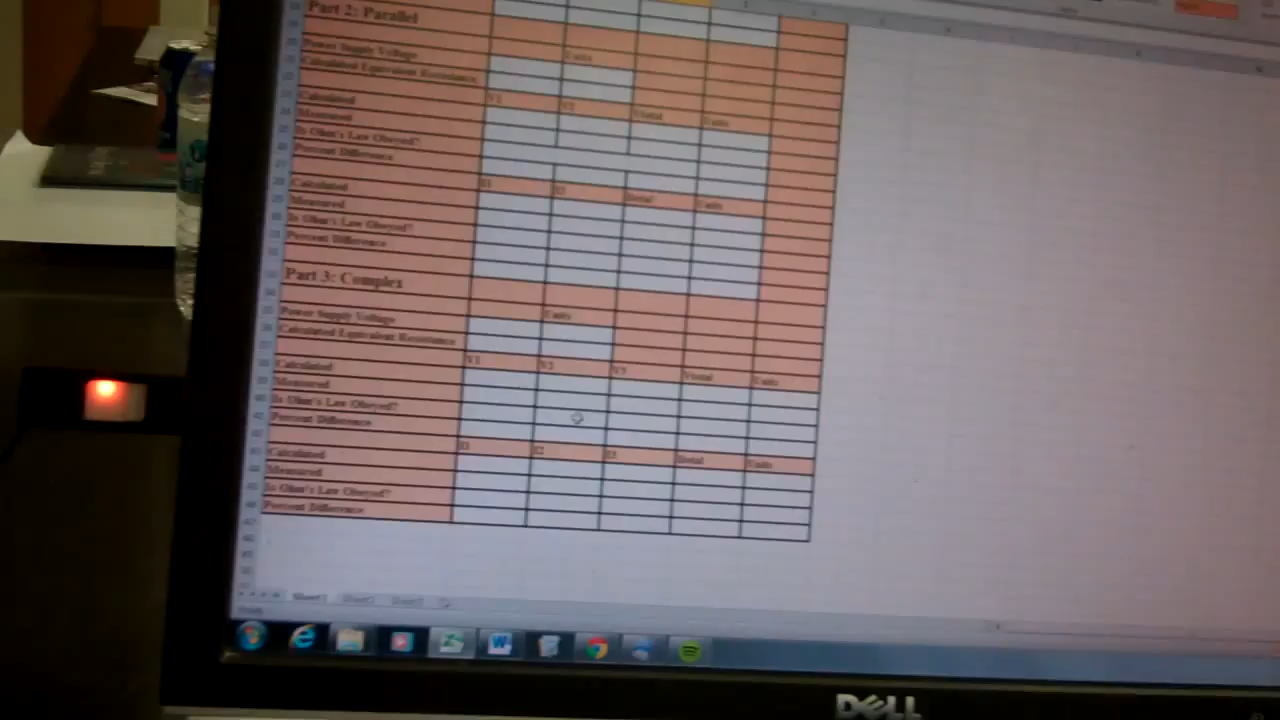 Part 2: Parallel
Power Supply Voltage Units
Calculated Equivalent Resistance
V1 V2 Vtotal Units
Calculated
Measured
Is Ohm's Law Obeyed?
Percent Difference
I1 I2 Itotal Units
Calculated
Measured
Is Ohm's Law Obeyed?
Percent Difference
Part 3: Complex
Units
Power Supply Voltage
Calculated Equivalent Resistance
V1 V2 V3 Vtotal Units
Calculated
Measured
Is Ohm's Law Obeyed?
Percent Difference
I1 I2 I3 Itotal Units
Calculated
Measured
Is Ohm's Law Obeyed?
Percent Difference
Sheet1 Sheet2 Sheet3
DELL